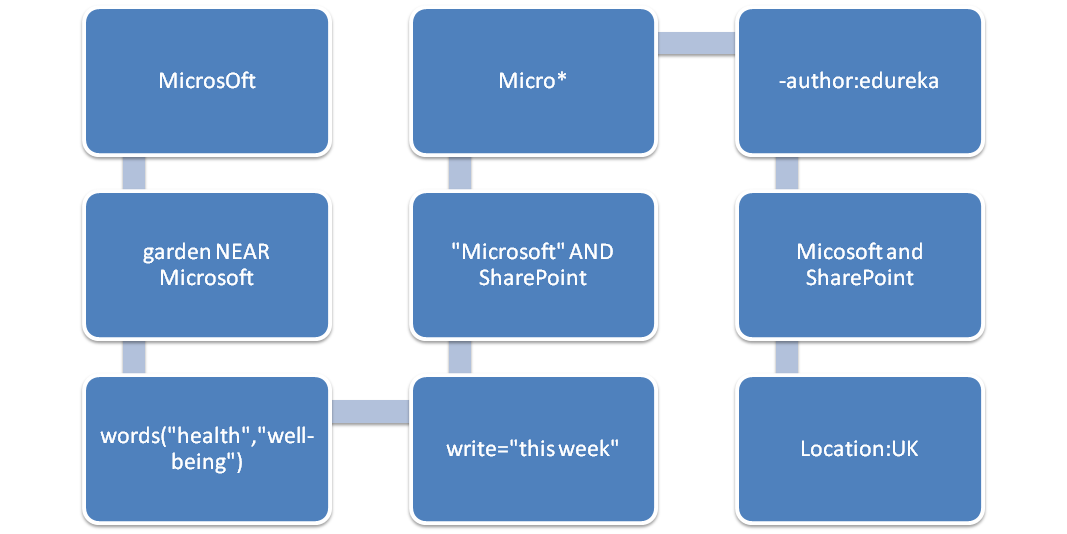 MicrosOft
Micro*
-author:edureka
garden NEAR
Microsoft
"Microsoft" AND
SharePoint
Micosoft and
SharePoint
words("health","well-
being")
write="this week"
Location:UK